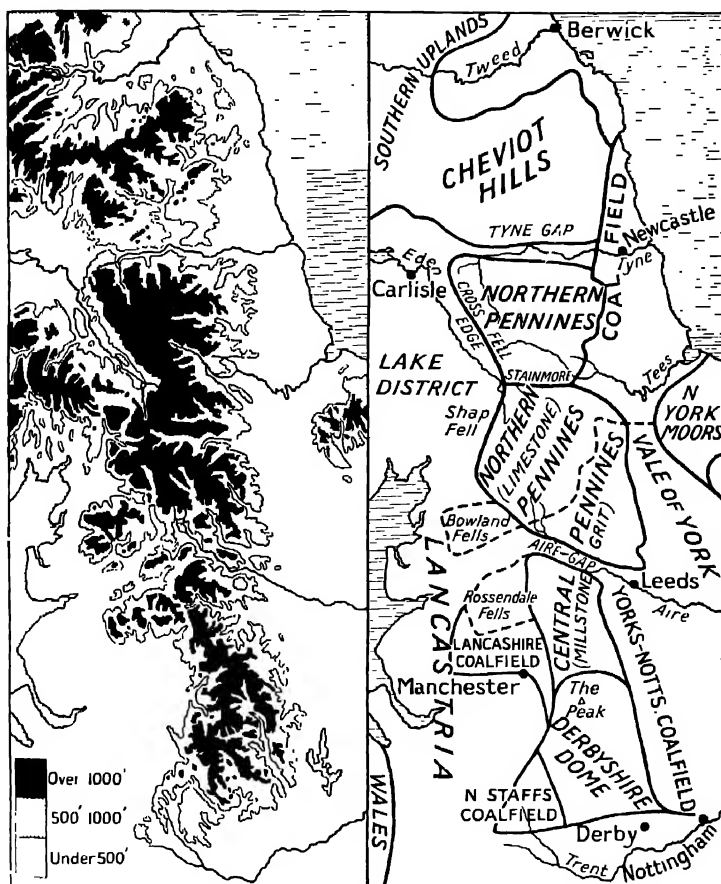 Over 1000'
500' 1000'
Under 500'
SOUTHERN UPLANDS
Berwick
Tweed
CHEVIOT
HILLS
COAL FIELD
TYNE GAP
Newcastle
Tyne
Eden
Carlisle
CROSS FELL
EDGE
NORTHERN
PENNINES
LAKE
DISTRICT
STAINMORE
Tees
N
YORK
MOORS
Shap
Fell
NORTHERN
(LIMESTONE)
PENNINES
PENNINES
GRIT)
VALE OF YORK
Bowland
Fells
AIRE-GAP
Leeds
Aire
LANCASTRIA
Rossendale
Fells
CENTRAL
(MILLSTONE
YORKS-NOTTS. COALFIELD
LANCASHIRE
COALFIELD
Manchester
The
Peak
DERBYSHIRE
DOME
WALES
N STAFFS
COALFIELD
Derby
Nottingham
Trent